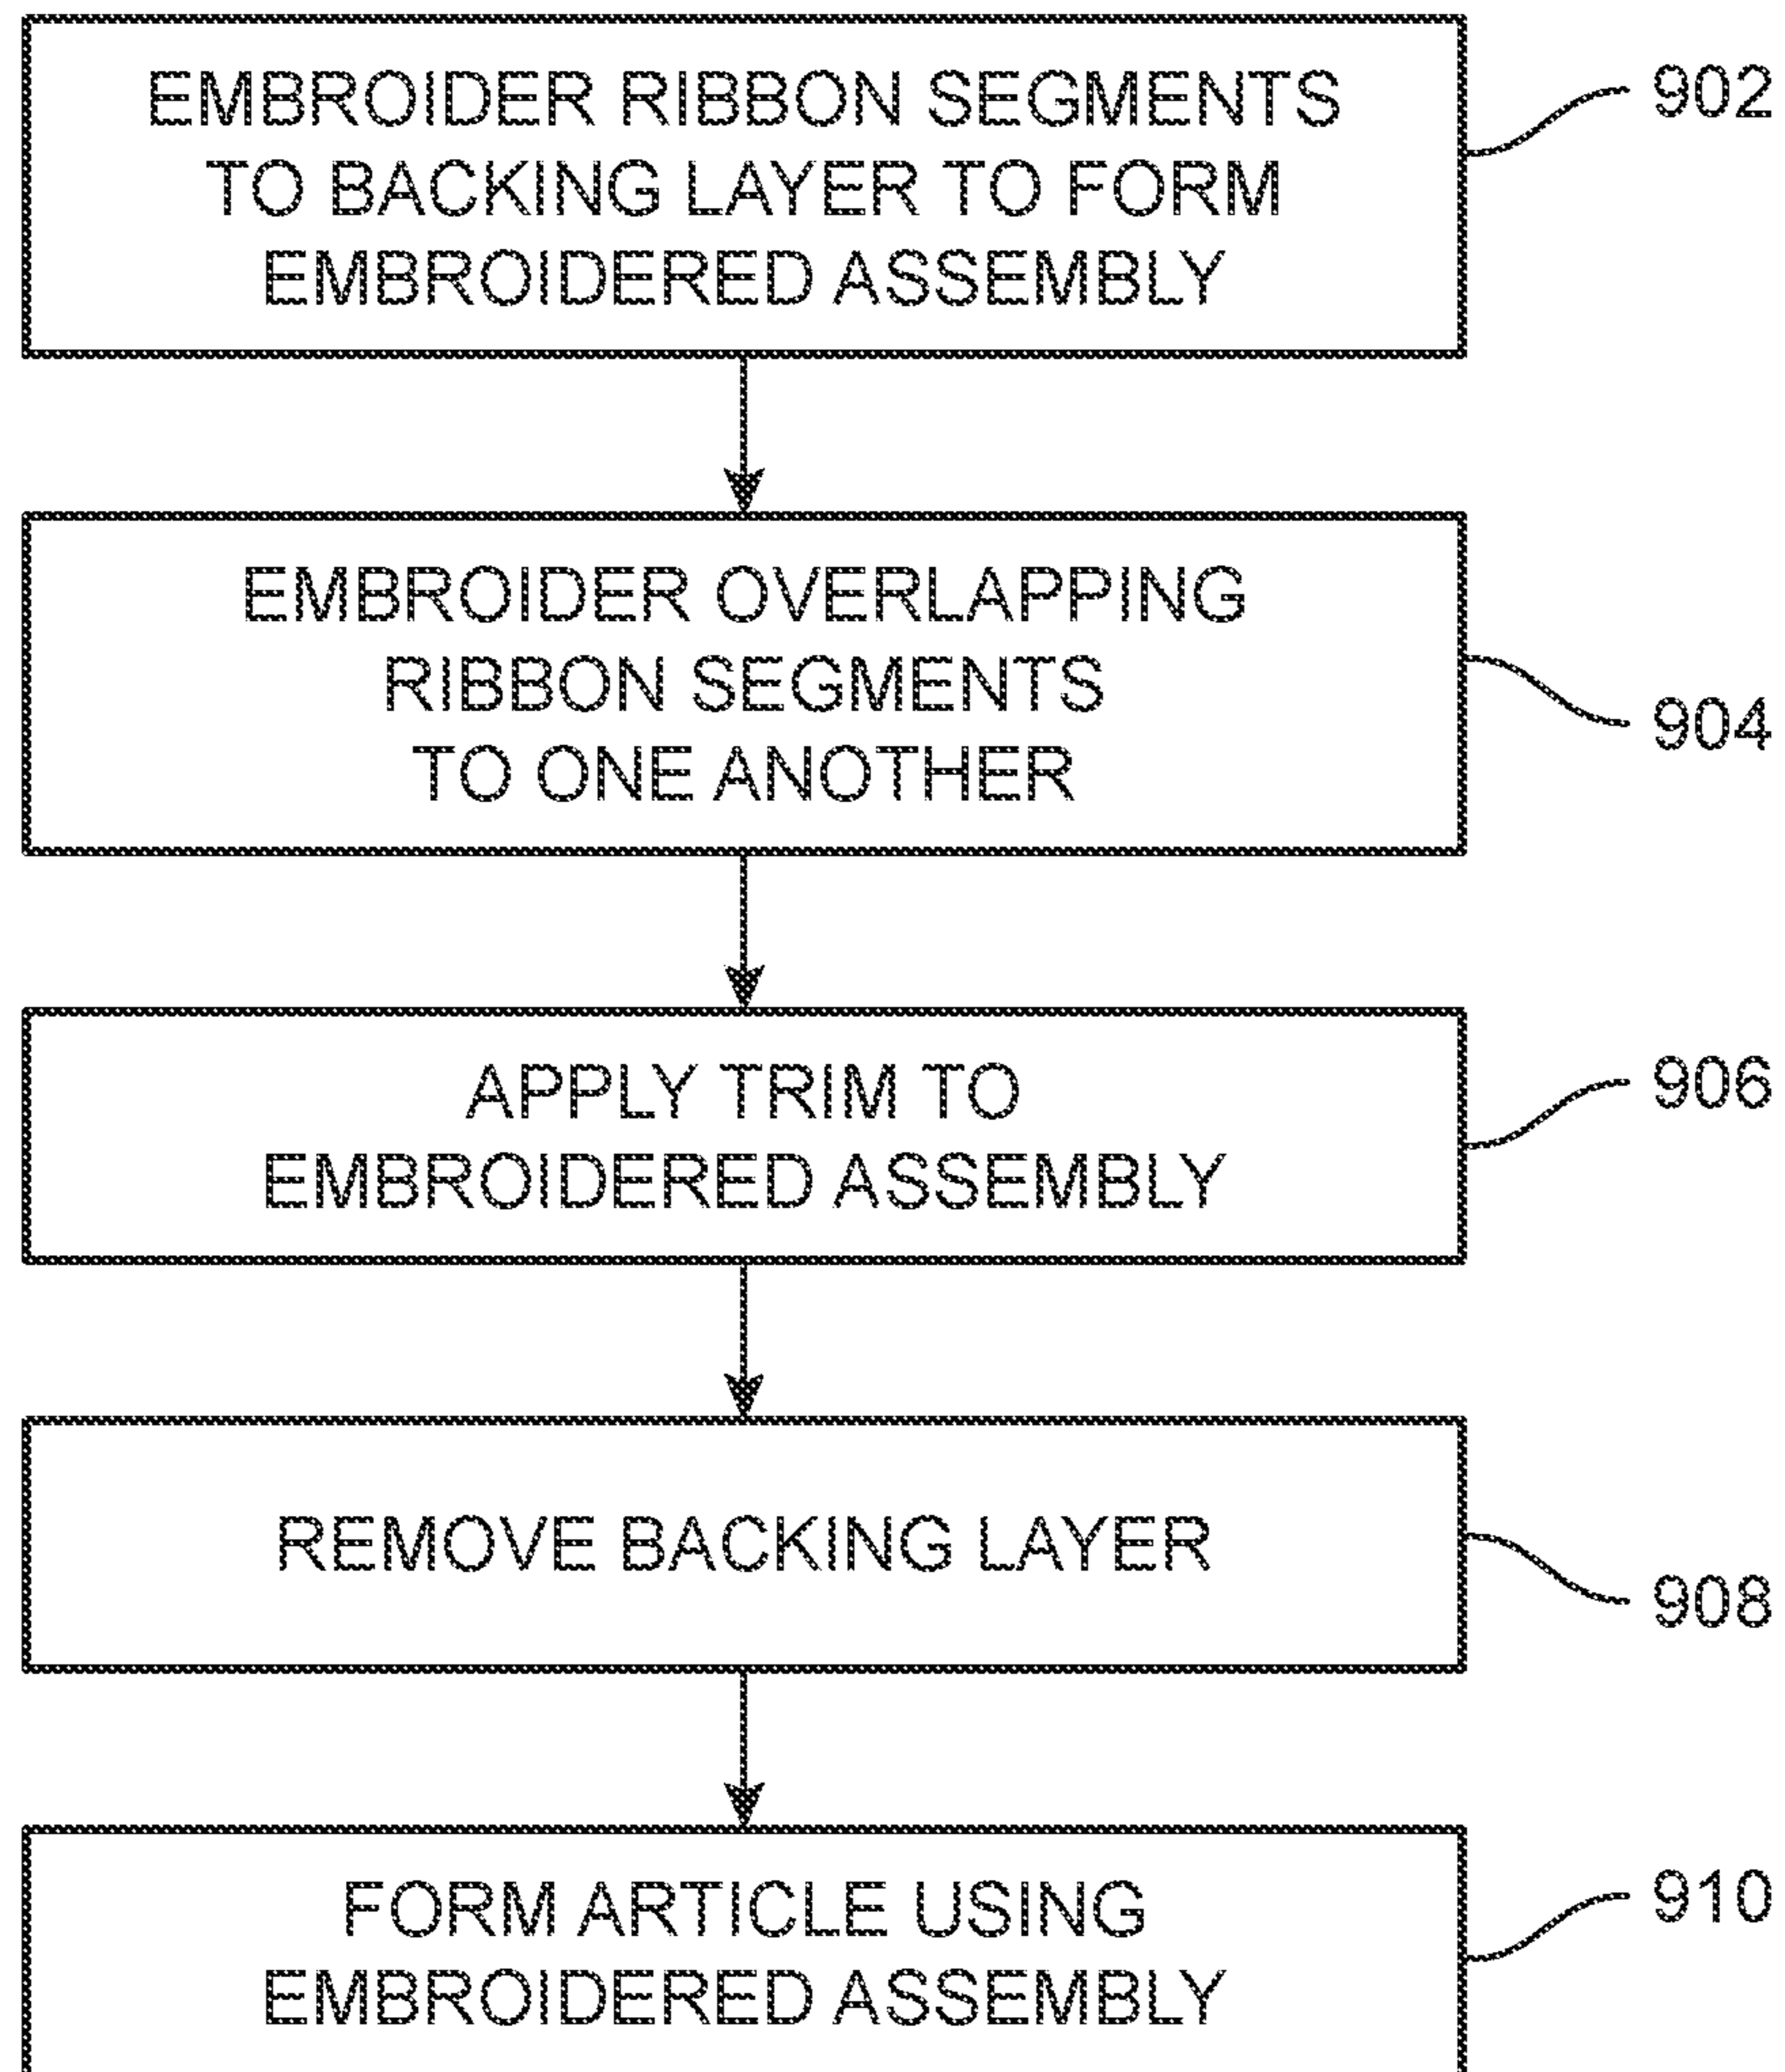 EMBROIDER RIBBON SEGMENTS
TO BACKING LAYER TO FORM
EMBROIDERED ASSEMBLY
902
EMBROIDER OVERLAPPING
RIBBON SEGMENTS
TO ONE ANOTHER
904
APPLY TRIM TO
EMBROIDERED ASSEMBLY
906
REMOVE BACKING LAYER
908
FORM ARTICLE USING
EMBROIDERED ASSEMBLY
910